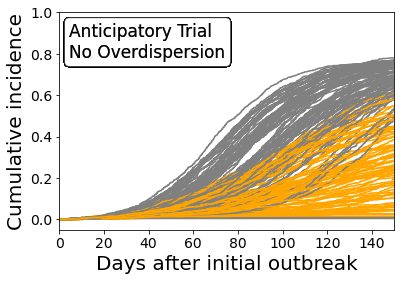 Anticipatory Trial
No Overdispersion
1.0
0.8
0.6
0.4
0.2
0.0
Cumulative incidence
0 20 40 60 80 100 120 140
Days after initial outbreak